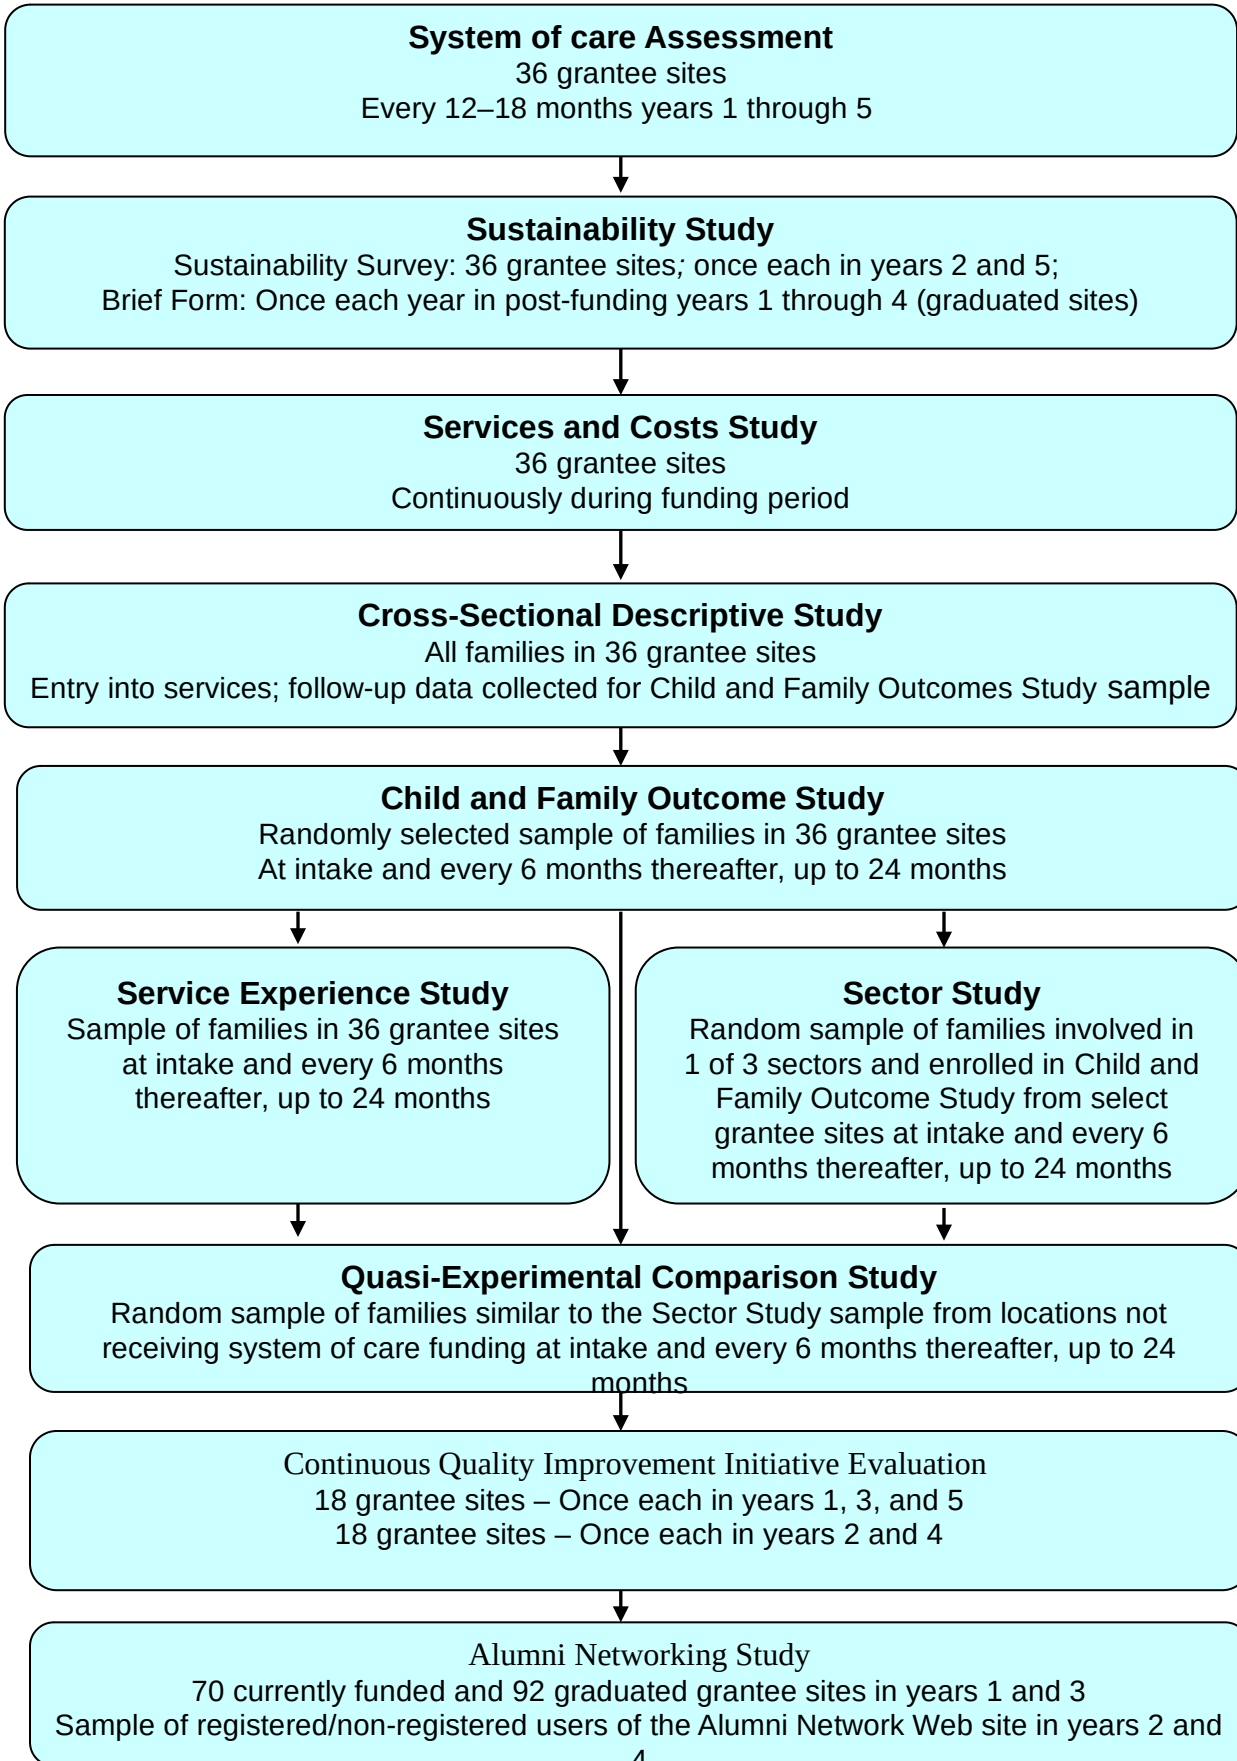 System of care Assessment
36 grantee sites
Every 12–18 months years 1 through 5
Sustainability Study
Sustainability Survey: 36 grantee sites; once each in years 2 and 5;
Brief Form: Once each year in post-funding years 1 through 4 (graduated sites)
Services and Costs Study
36 grantee sites
Continuously during funding period
Cross-Sectional Descriptive Study
All families in 36 grantee sites
Entry into services; follow-up data collected for Child and Family Outcomes Study sample
Child and Family Outcome Study
Randomly selected sample of families in 36 grantee sites
At intake and every 6 months thereafter, up to 24 months
Service Experience Study
Sample of families in 36 grantee sites
at intake and every 6 months
thereafter, up to 24 months
Sector Study
Random sample of families involved in
1 of 3 sectors and enrolled in Child and
Family Outcome Study from select
grantee sites at intake and every 6
months thereafter, up to 24 months
Quasi-Experimental Comparison Study
Random sample of families similar to the Sector Study sample from locations not
receiving system of care funding at intake and every 6 months thereafter, up to 24
months
Continuous Quality Improvement Initiative Evaluation
18 grantee sites – Once each in years 1, 3, and 5
18 grantee sites – Once each in years 2 and 4
Alumni Networking Study
70 currently funded and 92 graduated grantee sites in years 1 and 3
Sample of registered/non-registered users of the Alumni Network Web site in years 2 and
4